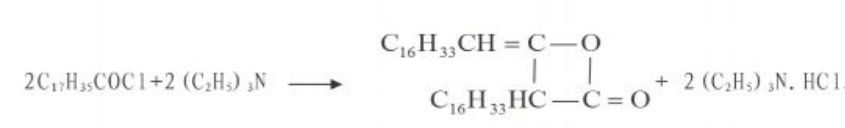 C₁₆H₃₃CH = C — O
2C₁₇H₃₅COCl+2 (C₂H₅) ₃N ⟶ | | + 2 (C₂H₅) ₃N. HCl.
C₁₆H₃₃HC — C = O